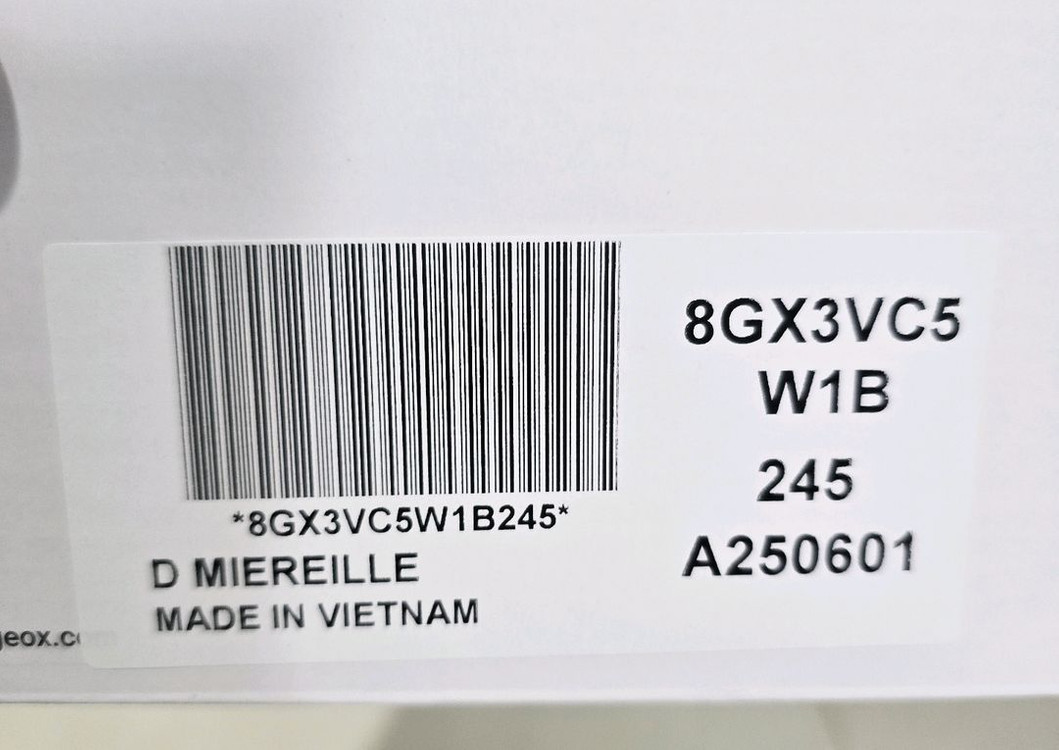 8GX3VC5
W1B
245
A250601
*8GX3VC5W1B245*
D MIEREILLE
MADE IN VIETNAM